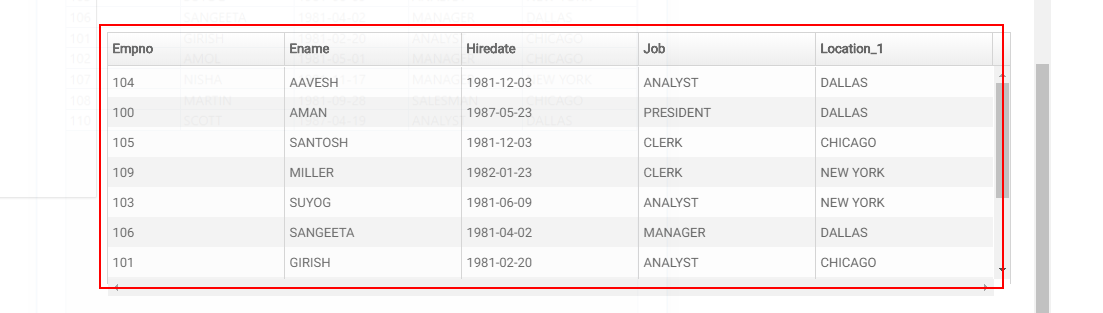 Empno Ename Hiredate Job Location_1
104 AAVESH 1981-12-03 ANALYST DALLAS
100 AMAN 1987-05-23 PRESIDENT DALLAS
105 SANTOSH 1981-12-03 CLERK CHICAGO
109 MILLER 1982-01-23 CLERK NEW YORK
103 SUYOG 1981-06-09 ANALYST NEW YORK
106 SANGEETA 1981-04-02 MANAGER DALLAS
101 GIRISH 1981-02-20 ANALYST CHICAGO